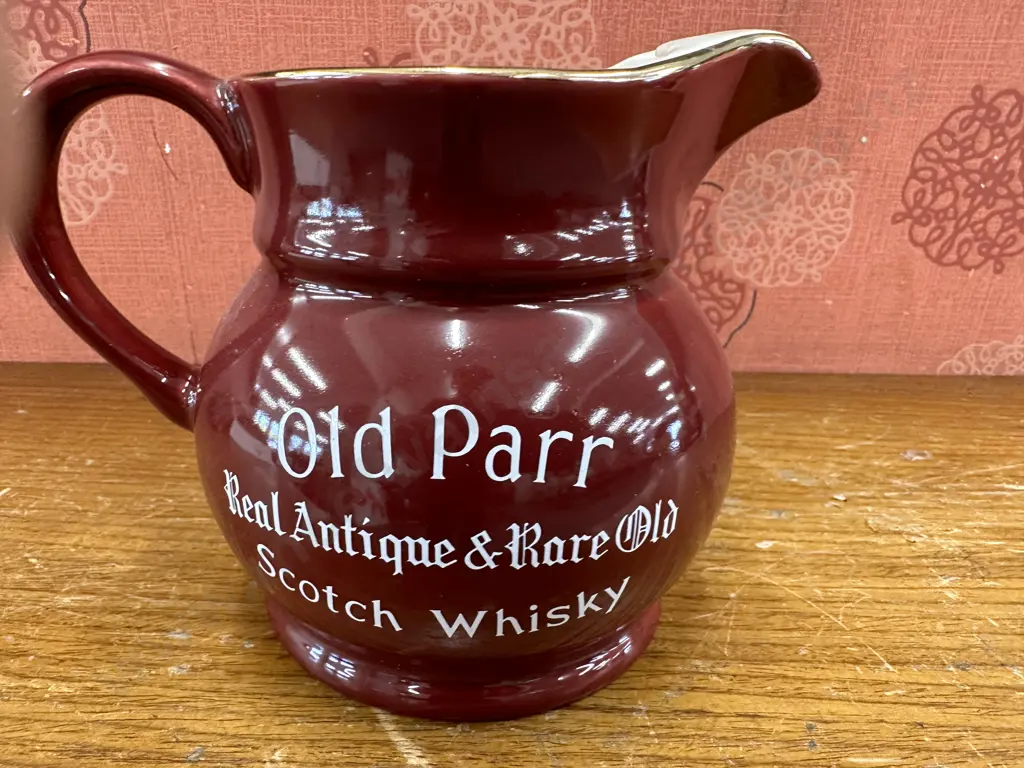 Old Parr
Real Antique & Rare Old
Scotch Whisky